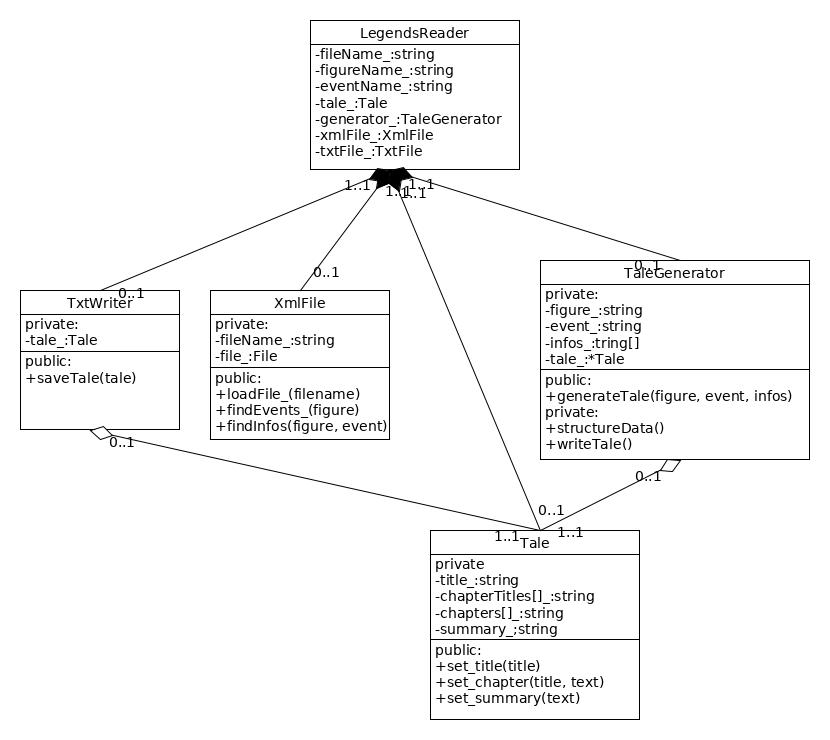 LegendsReader
-fileName_:string
-figureName_:string
-eventName_:string
-tale_:Tale
-generator_:TaleGenerator
-xmlFile_:XmlFile
-txtFile_:TxtFile
1..1
1..1
1..1
1..1
0..1
0..1
0..1
TxtWriter
private:
-tale_:Tale
public:
+saveTale(tale)
0..1
XmlFile
private:
-fileName_:string
-file_:File
public:
+loadFile_(filename)
+findEvents_(figure)
+findInfos(figure, event)
TaleGenerator
private:
-figure_:string
-event_:string
-infos_:tring[]
-tale_:*Tale
public:
+generateTale(figure, event, infos)
private:
+structureData()
+writeTale()
0..1
0..1
1..1
1..1
Tale
private
-title_:string
-chapterTitles[]_:string
-chapters[]_:string
-summary_;string
public:
+set_title(title)
+set_chapter(title, text)
+set_summary(text)